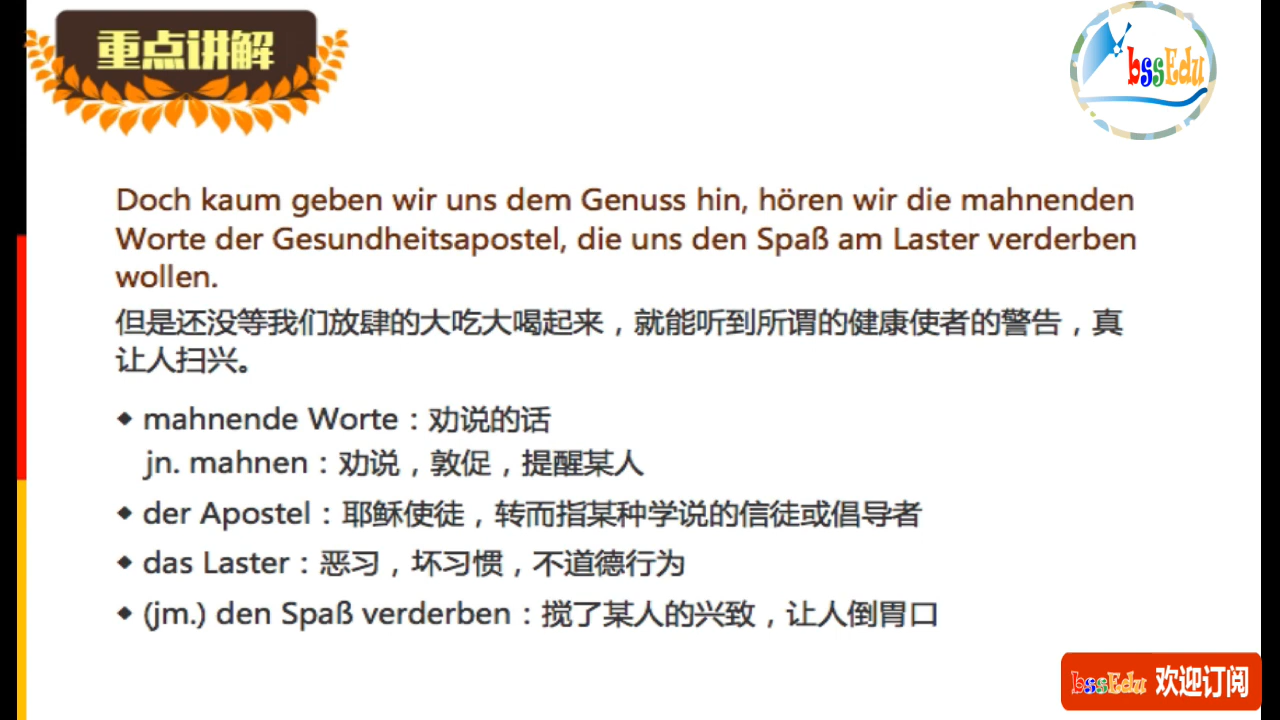 重点讲解
bssEdu
Doch kaum geben wir uns dem Genuss hin, hören wir die mahnenden
Worte der Gesundheitsapostel, die uns den Spaß am Laster verderben
wollen.
但是还没等我们放肆的大吃大喝起来，就能听到所谓的健康使者的警告，真
让人扫兴。
◆ mahnende Worte：劝说的话
jn. mahnen：劝说，敦促，提醒某人
◆ der Apostel：耶稣使徒，转而指某种学说的信徒或倡导者
◆ das Laster：恶习，坏习惯，不道德行为
◆ (jm.) den Spaß verderben：搅了某人的兴致，让人倒胃口
bssEdu 欢迎订阅